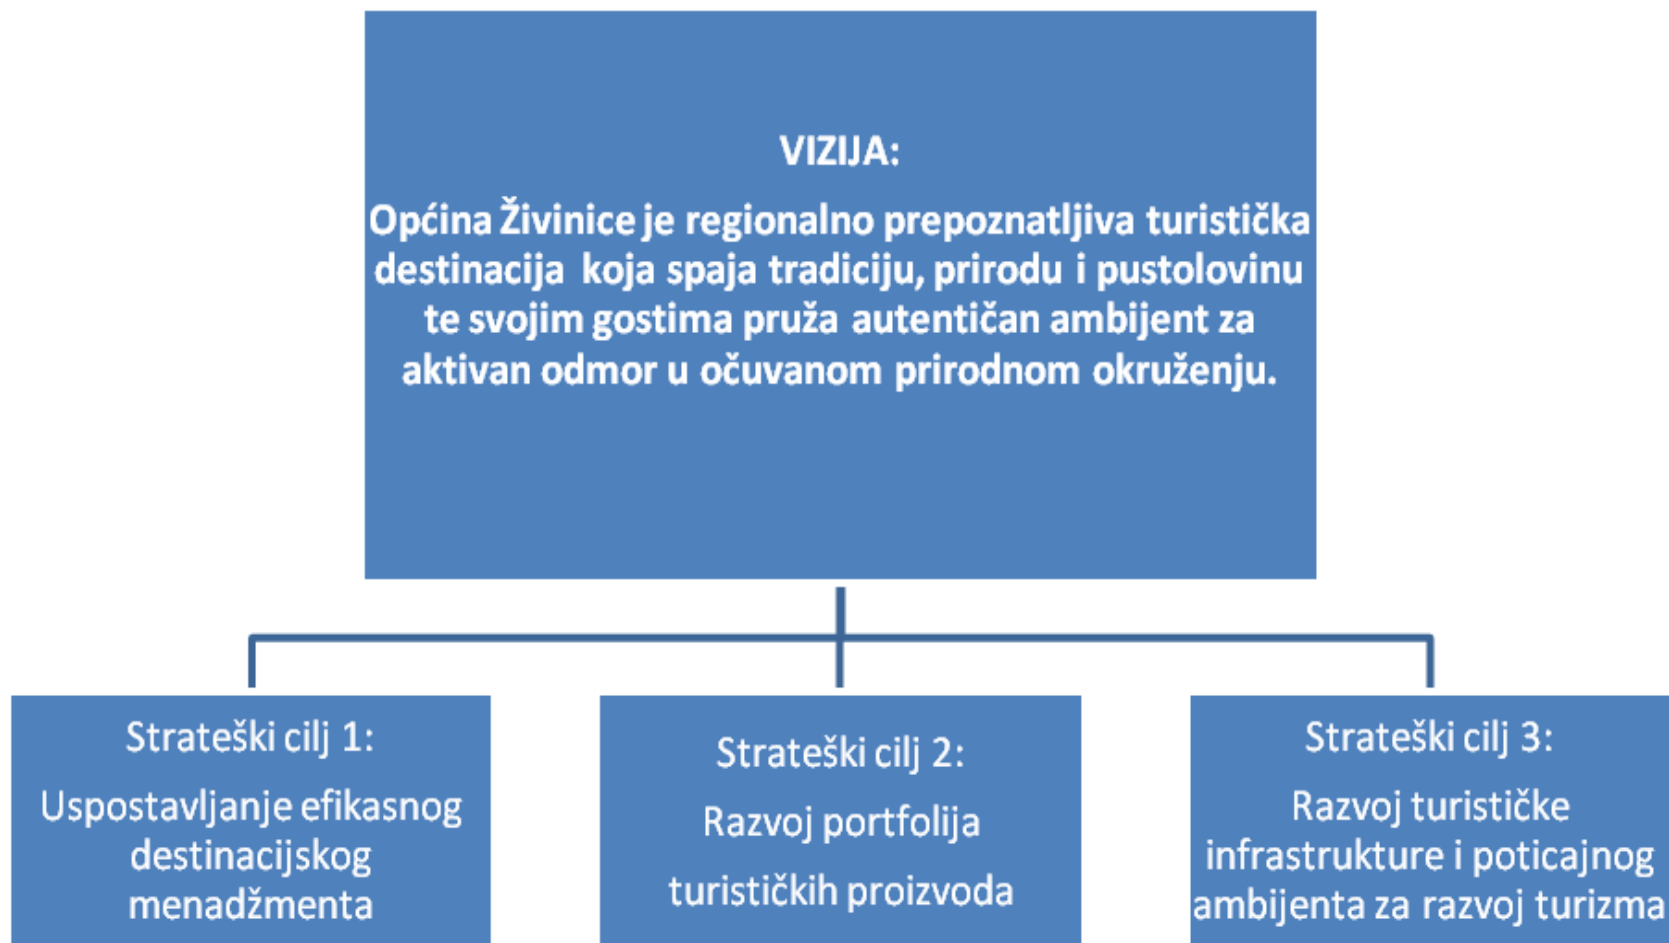 VIZIJA:
Općina Živinice je regionalno prepoznatljiva turistička
destinacija koja spaja tradiciju, prirodu i pustolovinu
te svojim gostima pruža autentičan ambijent za
aktivan odmor u očuvanom prirodnom okruženju.
Strateški cilj 1:
Uspostavljanje efikasnog
destinacijskog
menadžmenta
Strateški cilj 2:
Razvoj portfolija
turističkih proizvoda
Strateški cilj 3:
Razvoj turističke
infrastrukture i poticajnog
ambijenta za razvoj turizma